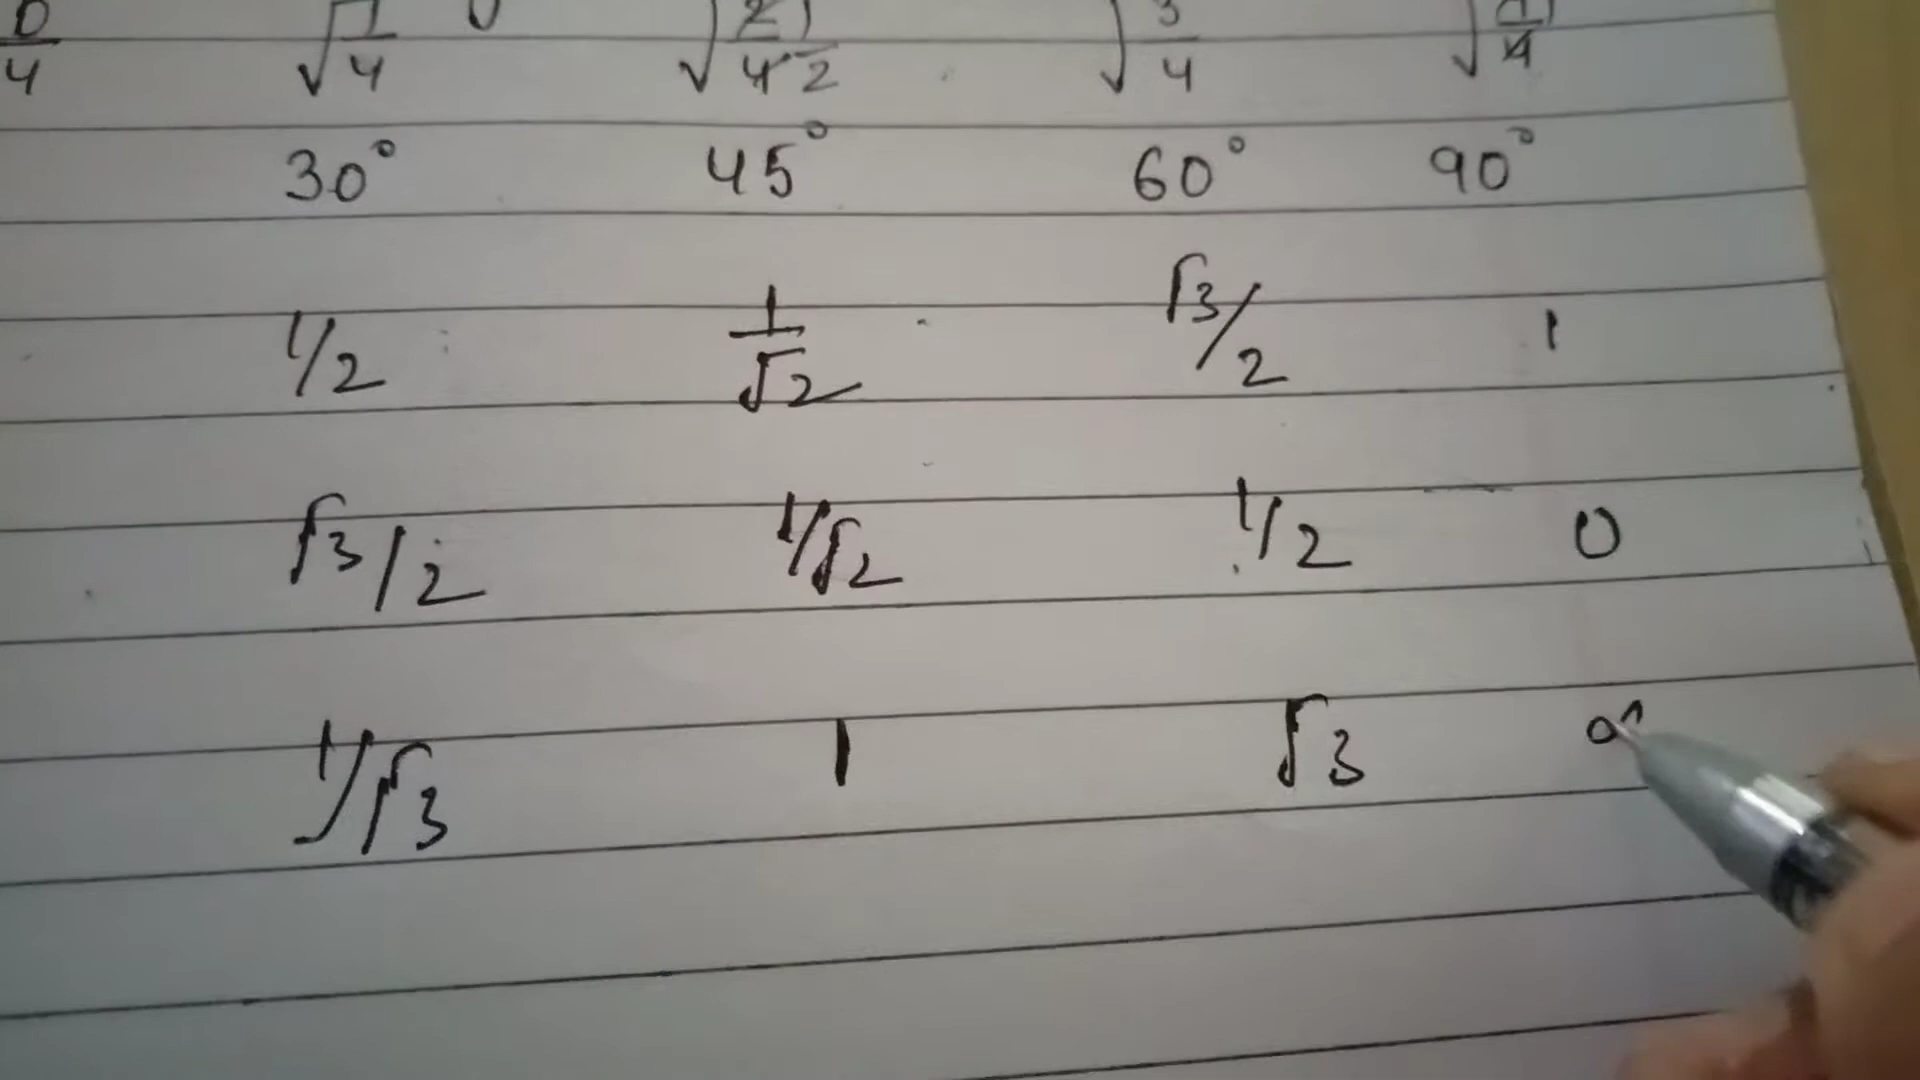 0/4 √1/4 √2/4 1/2 √3/4 √4/4
30° 45° 60° 90°
1/2 1/√2 √3/2 1
√3/2 1/√2 1/2 0
1/√3 1 √3